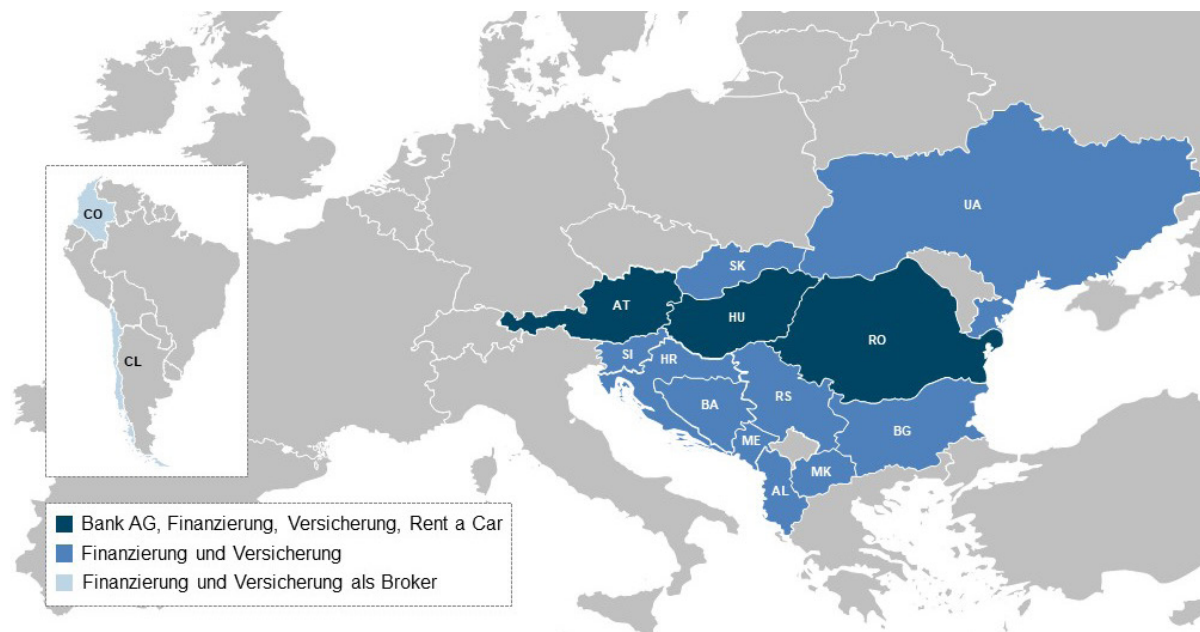 CO
CL
UA
SK
AT
HU
RO
SI
HR
BA
RS
ME
BG
MK
AL
Bank AG, Finanzierung, Versicherung, Rent a Car
Finanzierung und Versicherung
Finanzierung und Versicherung als Broker